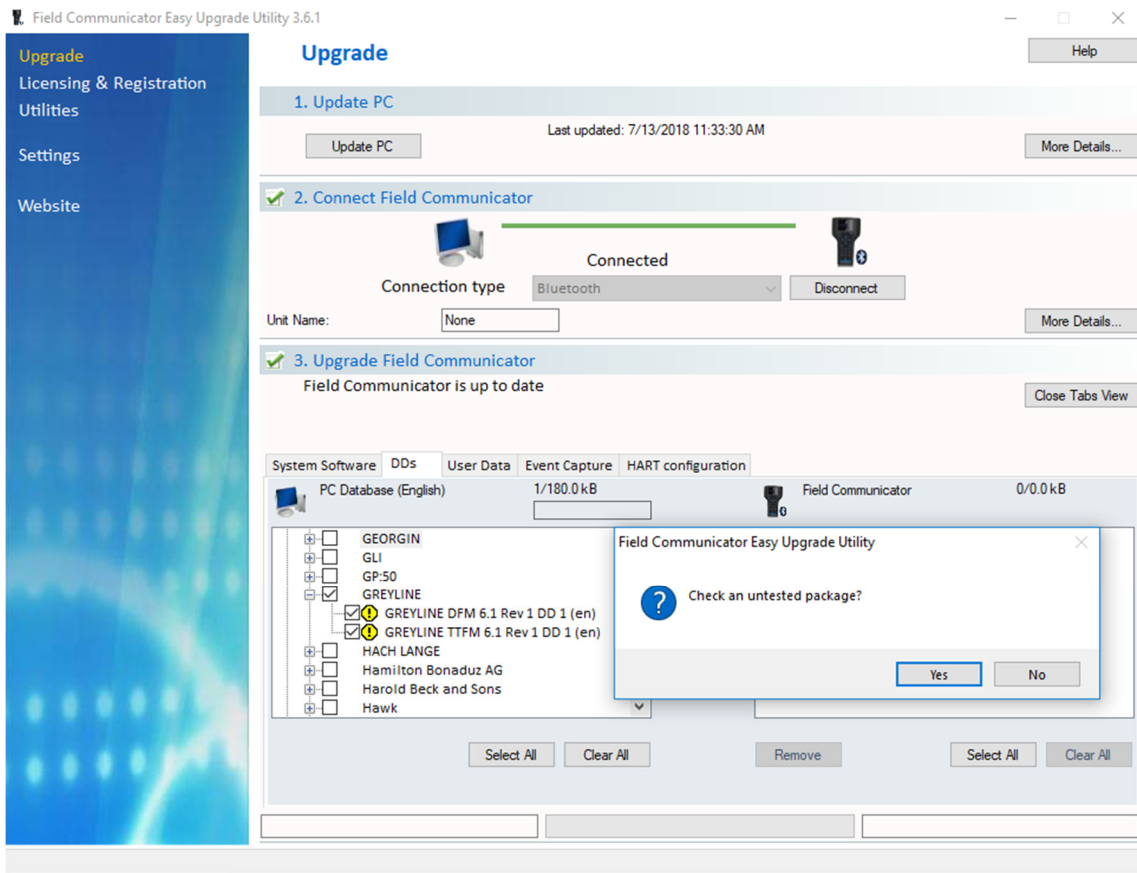 Field Communicator Easy Upgrade Utility 3.6.1
Upgrade
Licensing & Registration
Utilities
Settings
Website
Upgrade
Help
1. Update PC
Update PC
Last updated: 7/13/2018 11:33:30 AM
More Details...
2. Connect Field Communicator
Connected
Connection type
Bluetooth
Disconnect
Unit Name:
None
More Details...
3. Upgrade Field Communicator
Field Communicator is up to date
Close Tabs View
System Software DDs User Data Event Capture HART configuration
PC Database (English) 1/180.0 kB
Field Communicator 0/0.0 kB
GEORGIN
GLI
GP:50
GREYLINE
GREYLINE DFM 6.1 Rev 1 DD 1 (en)
GREYLINE TTFM 6.1 Rev 1 DD 1 (en)
HACH LANGE
Hamilton Bonaduz AG
Harold Beck and Sons
Hawk
Field Communicator Easy Upgrade Utility
Check an untested package?
Yes No
Select All Clear All Remove Select All Clear All